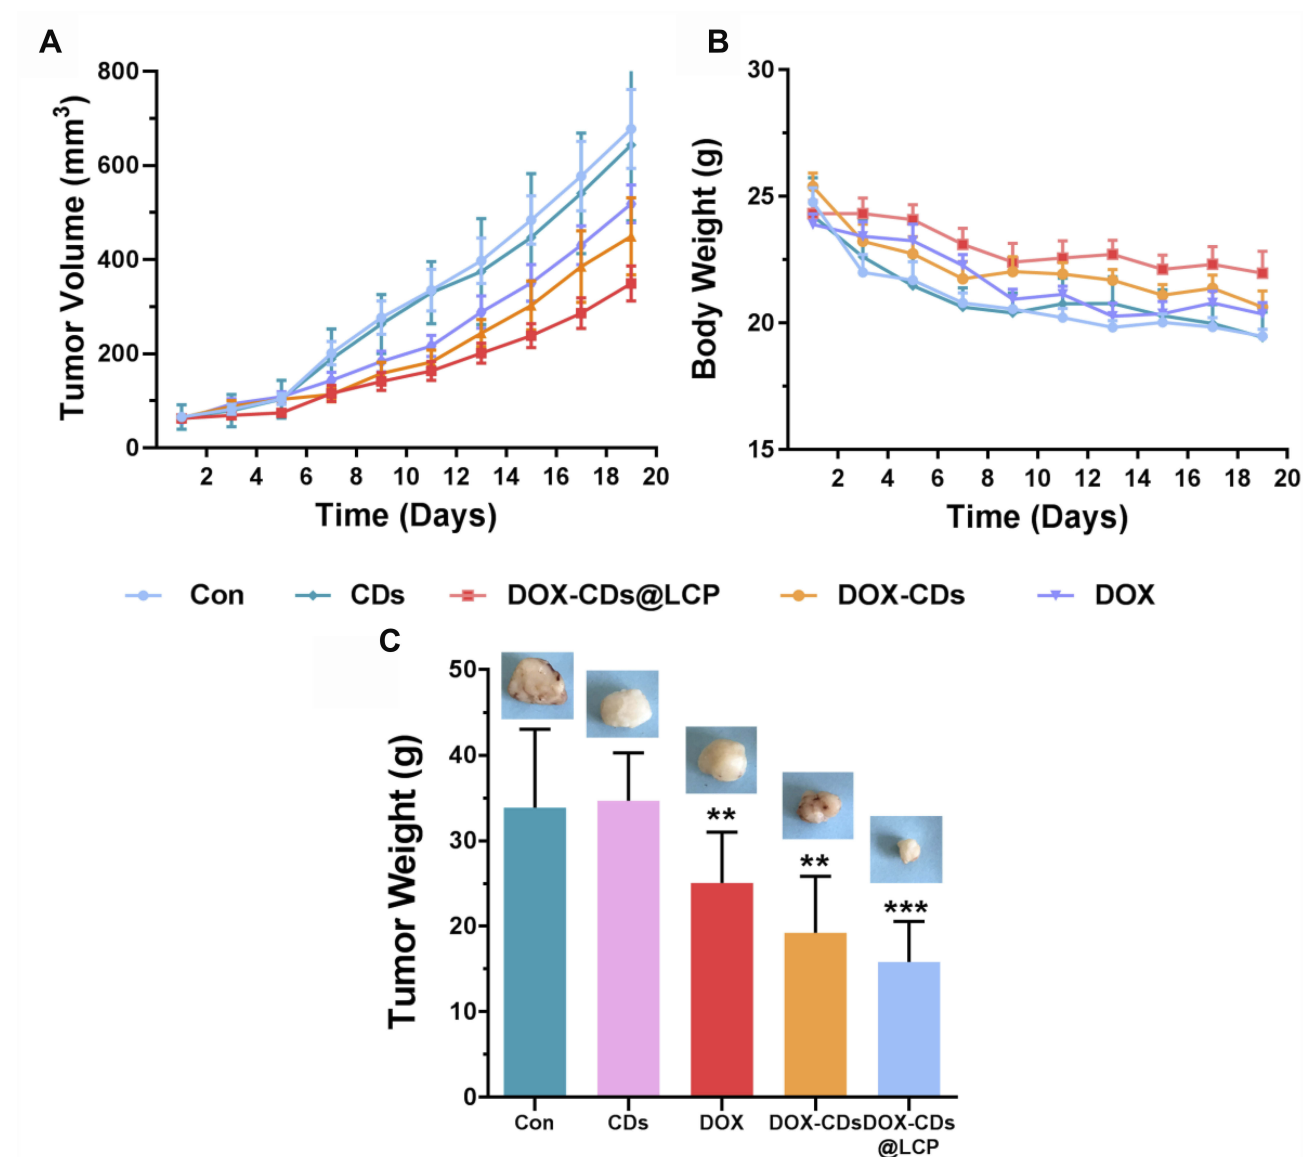 A
800
600
400
200
0
Tumor Volume (mm³)
2 4 6 8 10 12 14 16 18 20
Time (Days)
B
30
25
20
15
Body Weight (g)
2 4 6 8 10 12 14 16 18 20
Time (Days)
Con CDs DOX-CDs@LCP DOX-CDs DOX
C
50
40
30
20
10
0
Tumor Weight (g)
**
**
***
Con CDs DOX DOX-CDs DOX-CDs
@LCP